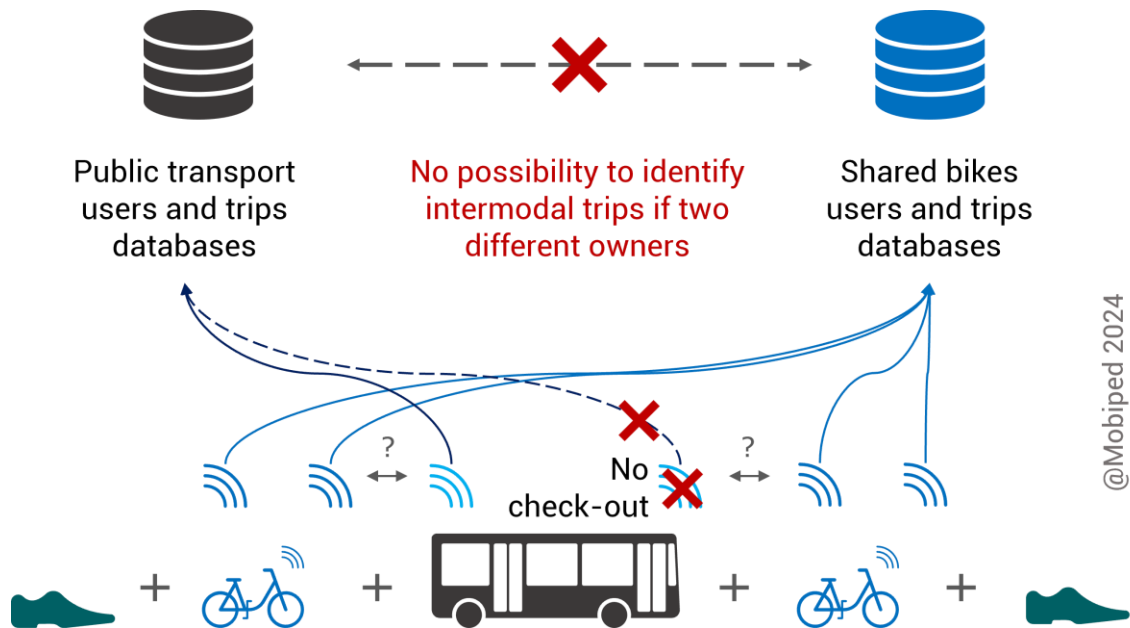 Public transport
users and trips
databases
No possibility to identify
intermodal trips if two
different owners
Shared bikes
users and trips
databases
@Mobiped 2024
?
?
No
check-out
+
+
+
+